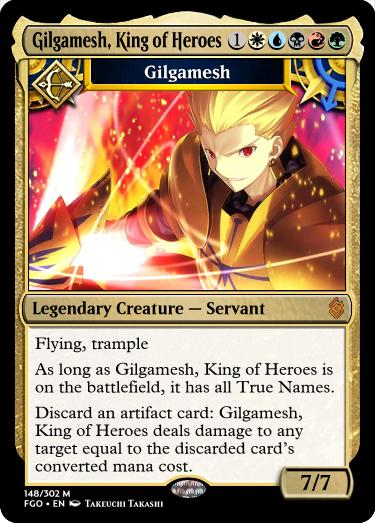 Gilgamesh, King of Heroes 1
Gilgamesh
Legendary Creature — Servant
Flying, trample
As long as Gilgamesh, King of Heroes is
on the battlefield, it has all True Names.
Discard an artifact card: Gilgamesh,
King of Heroes deals damage to any
target equal to the discarded card's
converted mana cost.
7/7
148/302 M
FGO • EN Takeuchi Takashi